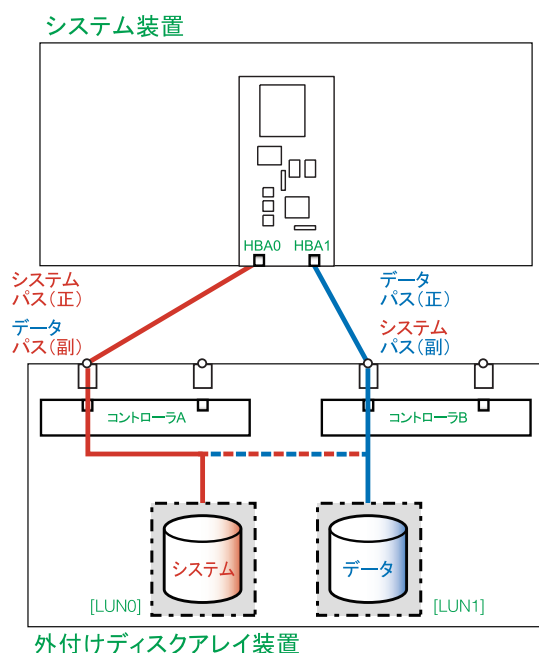 システム装置
HBA0 HBA1
システム
パス(正)
データ
パス(副)
データ
パス(正)
システム
パス(副)
コントローラA
コントローラB
システム
データ
[LUN0]
[LUN1]
外付けディスクアレイ装置